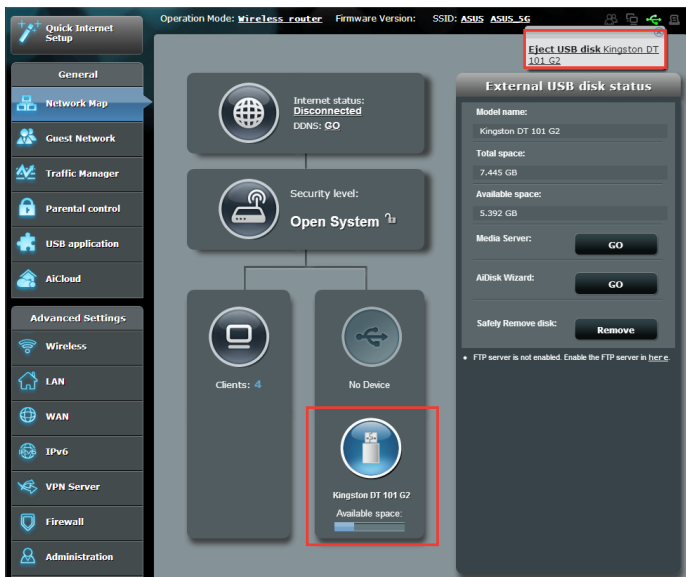 Quick Internet
Setup
Operation Mode: Wireless router Firmware Version: SSID: ASUS ASUS_5G
Eject USB disk Kingston DT
101 G2
General
Network Map
Guest Network
Traffic Manager
Parental control
USB application
AiCloud
Advanced Settings
Wireless
LAN
WAN
IPv6
VPN Server
Firewall
Administration
Internet status:
Disconnected
DDNS: GO
Security level:
Open System
Clients: 4
No Device
Kingston DT 101 G2
Available space:
External USB disk status
Model name:
Kingston DT 101 G2
Total space:
7.445 GB
Available space:
5.392 GB
Media Server: GO
AiDisk Wizard: GO
Safely Remove disk: Remove
• FTP server is not enabled. Enable the FTP server in here.